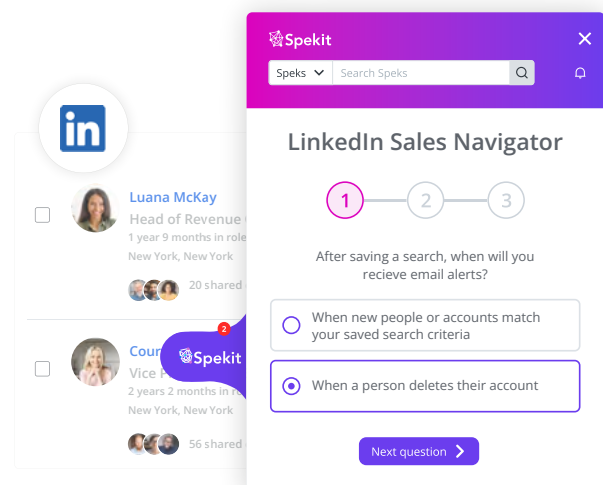 Spekit
Speks
Search Speks
in
LinkedIn Sales Navigator
1
2
3
After saving a search, when will you
recieve email alerts?
When new people or accounts match
your saved search criteria
When a person deletes their account
Next question
Luana McKay
Head of Revenue
1 year 9 months in role
New York, New York
20 shared
2
Spekit
Cour
Vice
2 years 2 months in
New York, New York
56 shared